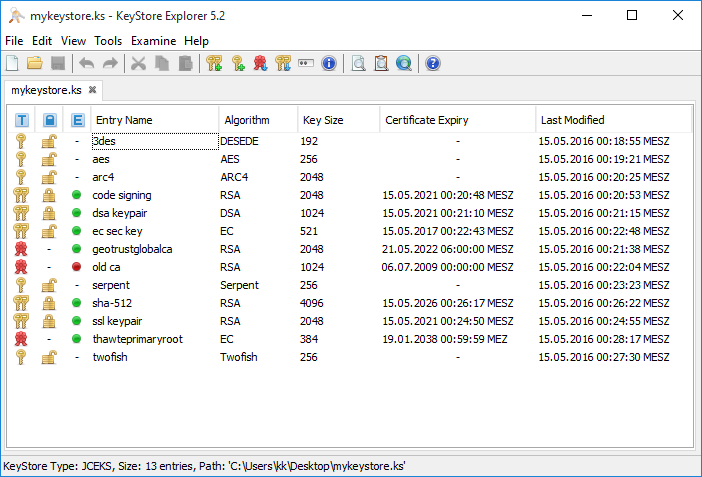 mykeystore.ks - KeyStore Explorer 5.2
File Edit View Tools Examine Help
mykeystore.ks
T E Entry Name Algorithm Key Size Certificate Expiry Last Modified
- 3des DESEDE 192 - 15.05.2016 00:18:55 MESZ
- aes AES 256 - 15.05.2016 00:19:21 MESZ
- arc4 ARC4 2048 - 15.05.2016 00:20:25 MESZ
code signing RSA 2048 15.05.2021 00:20:48 MESZ 15.05.2016 00:20:53 MESZ
dsa keypair DSA 1024 15.05.2021 00:21:10 MESZ 15.05.2016 00:21:15 MESZ
ec sec key EC 521 15.05.2017 00:22:43 MESZ 15.05.2016 00:22:48 MESZ
- geotrustglobalca RSA 2048 21.05.2022 06:00:00 MESZ 15.05.2016 00:21:38 MESZ
- old ca RSA 1024 06.07.2009 00:00:00 MESZ 15.05.2016 00:22:04 MESZ
- serpent Serpent 256 - 15.05.2016 00:23:23 MESZ
sha-512 RSA 4096 15.05.2026 00:26:17 MESZ 15.05.2016 00:26:22 MESZ
ssl keypair RSA 2048 15.05.2021 00:24:50 MESZ 15.05.2016 00:24:55 MESZ
- thawteprimaryroot EC 384 19.01.2038 00:59:59 MEZ 15.05.2016 00:28:17 MESZ
- twofish Twofish 256 - 15.05.2016 00:27:30 MESZ
KeyStore Type: JCEKS, Size: 13 entries, Path: 'C:\Users\kk\Desktop\mykeystore.ks'